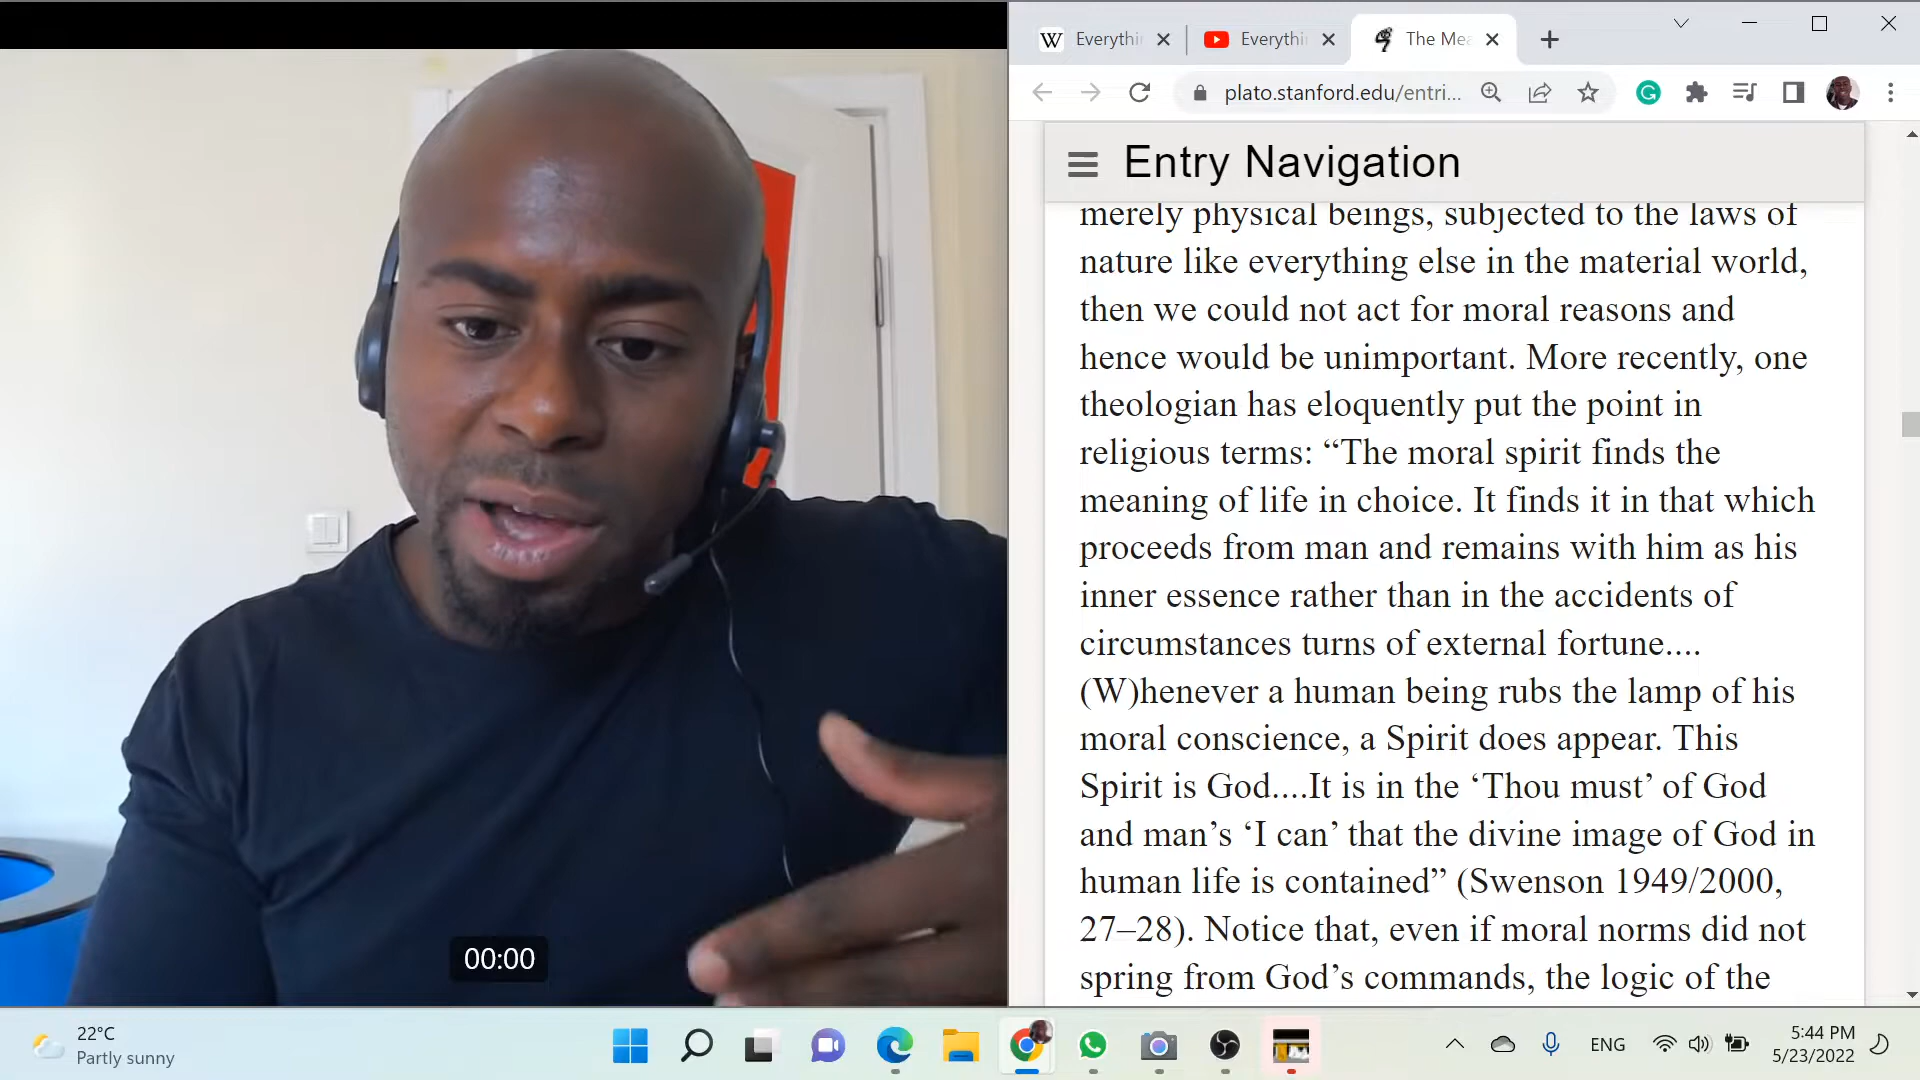 Everythi
Everythi
The Mea
plato.stanford.edu/entri...
Entry Navigation
merely physical beings, subjected to the laws of
nature like everything else in the material world,
then we could not act for moral reasons and
hence would be unimportant. More recently, one
theologian has eloquently put the point in
religious terms: “The moral spirit finds the
meaning of life in choice. It finds it in that which
proceeds from man and remains with him as his
inner essence rather than in the accidents of
circumstances turns of external fortune....
(W)henever a human being rubs the lamp of his
moral conscience, a Spirit does appear. This
Spirit is God....It is in the ‘Thou must’ of God
and man’s ‘I can’ that the divine image of God in
human life is contained” (Swenson 1949/2000,
27–28). Notice that, even if moral norms did not
spring from God’s commands, the logic of the
00:00
22°C
Partly sunny
ENG
5:44 PM
5/23/2022